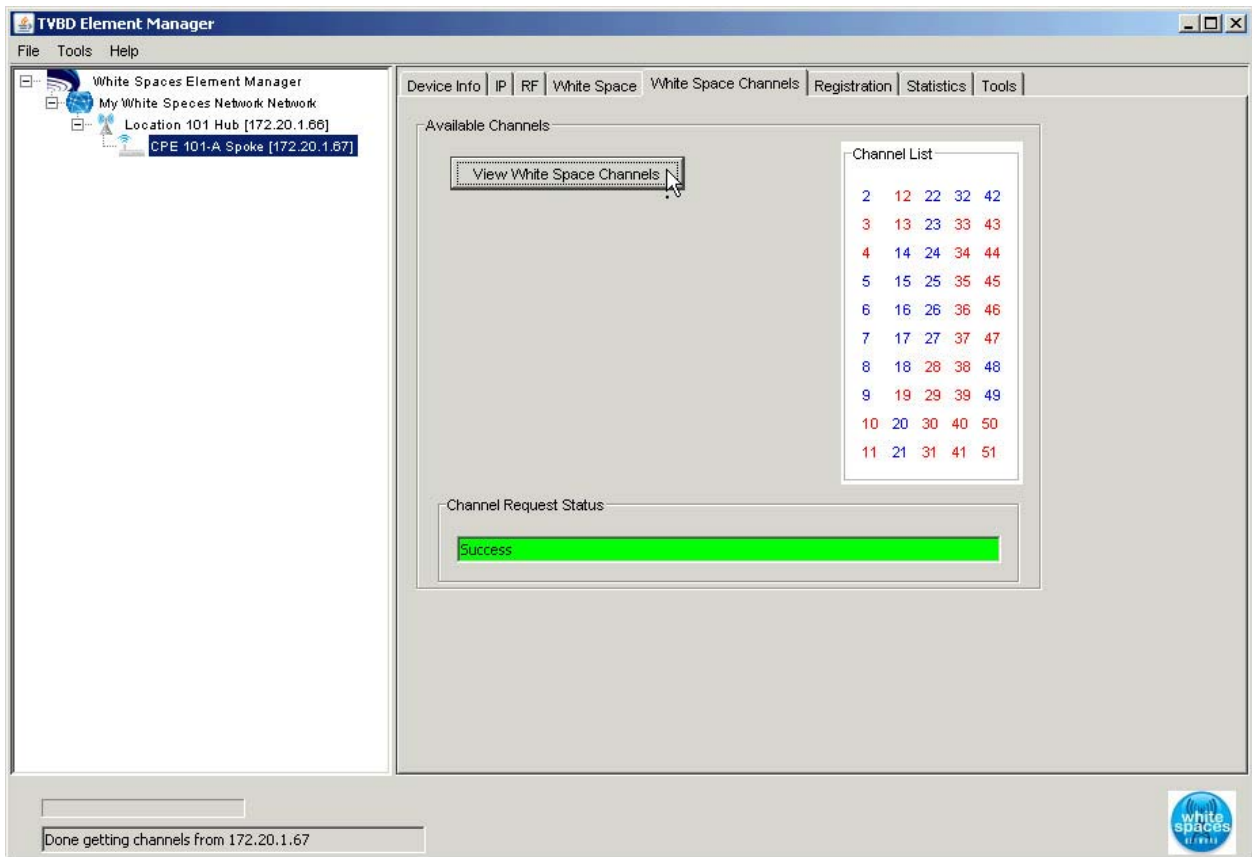 TVBD Element Manager
File Tools Help
White Spaces Element Manager
My White Speces Network Network
Location 101 Hub [172.20.1.66]
CPE 101-A Spoke [172.20.1.67]
Device Info IP RF White Space White Space Channels Registration Statistics Tools
Available Channels
View White Space Channels
Channel List
2 12 22 32 42
3 13 23 33 43
4 14 24 34 44
5 15 25 35 45
6 16 26 36 46
7 17 27 37 47
8 18 28 38 48
9 19 29 39 49
10 20 30 40 50
11 21 31 41 51
Channel Request Status
Success
Done getting channels from 172.20.1.67
white
spaces